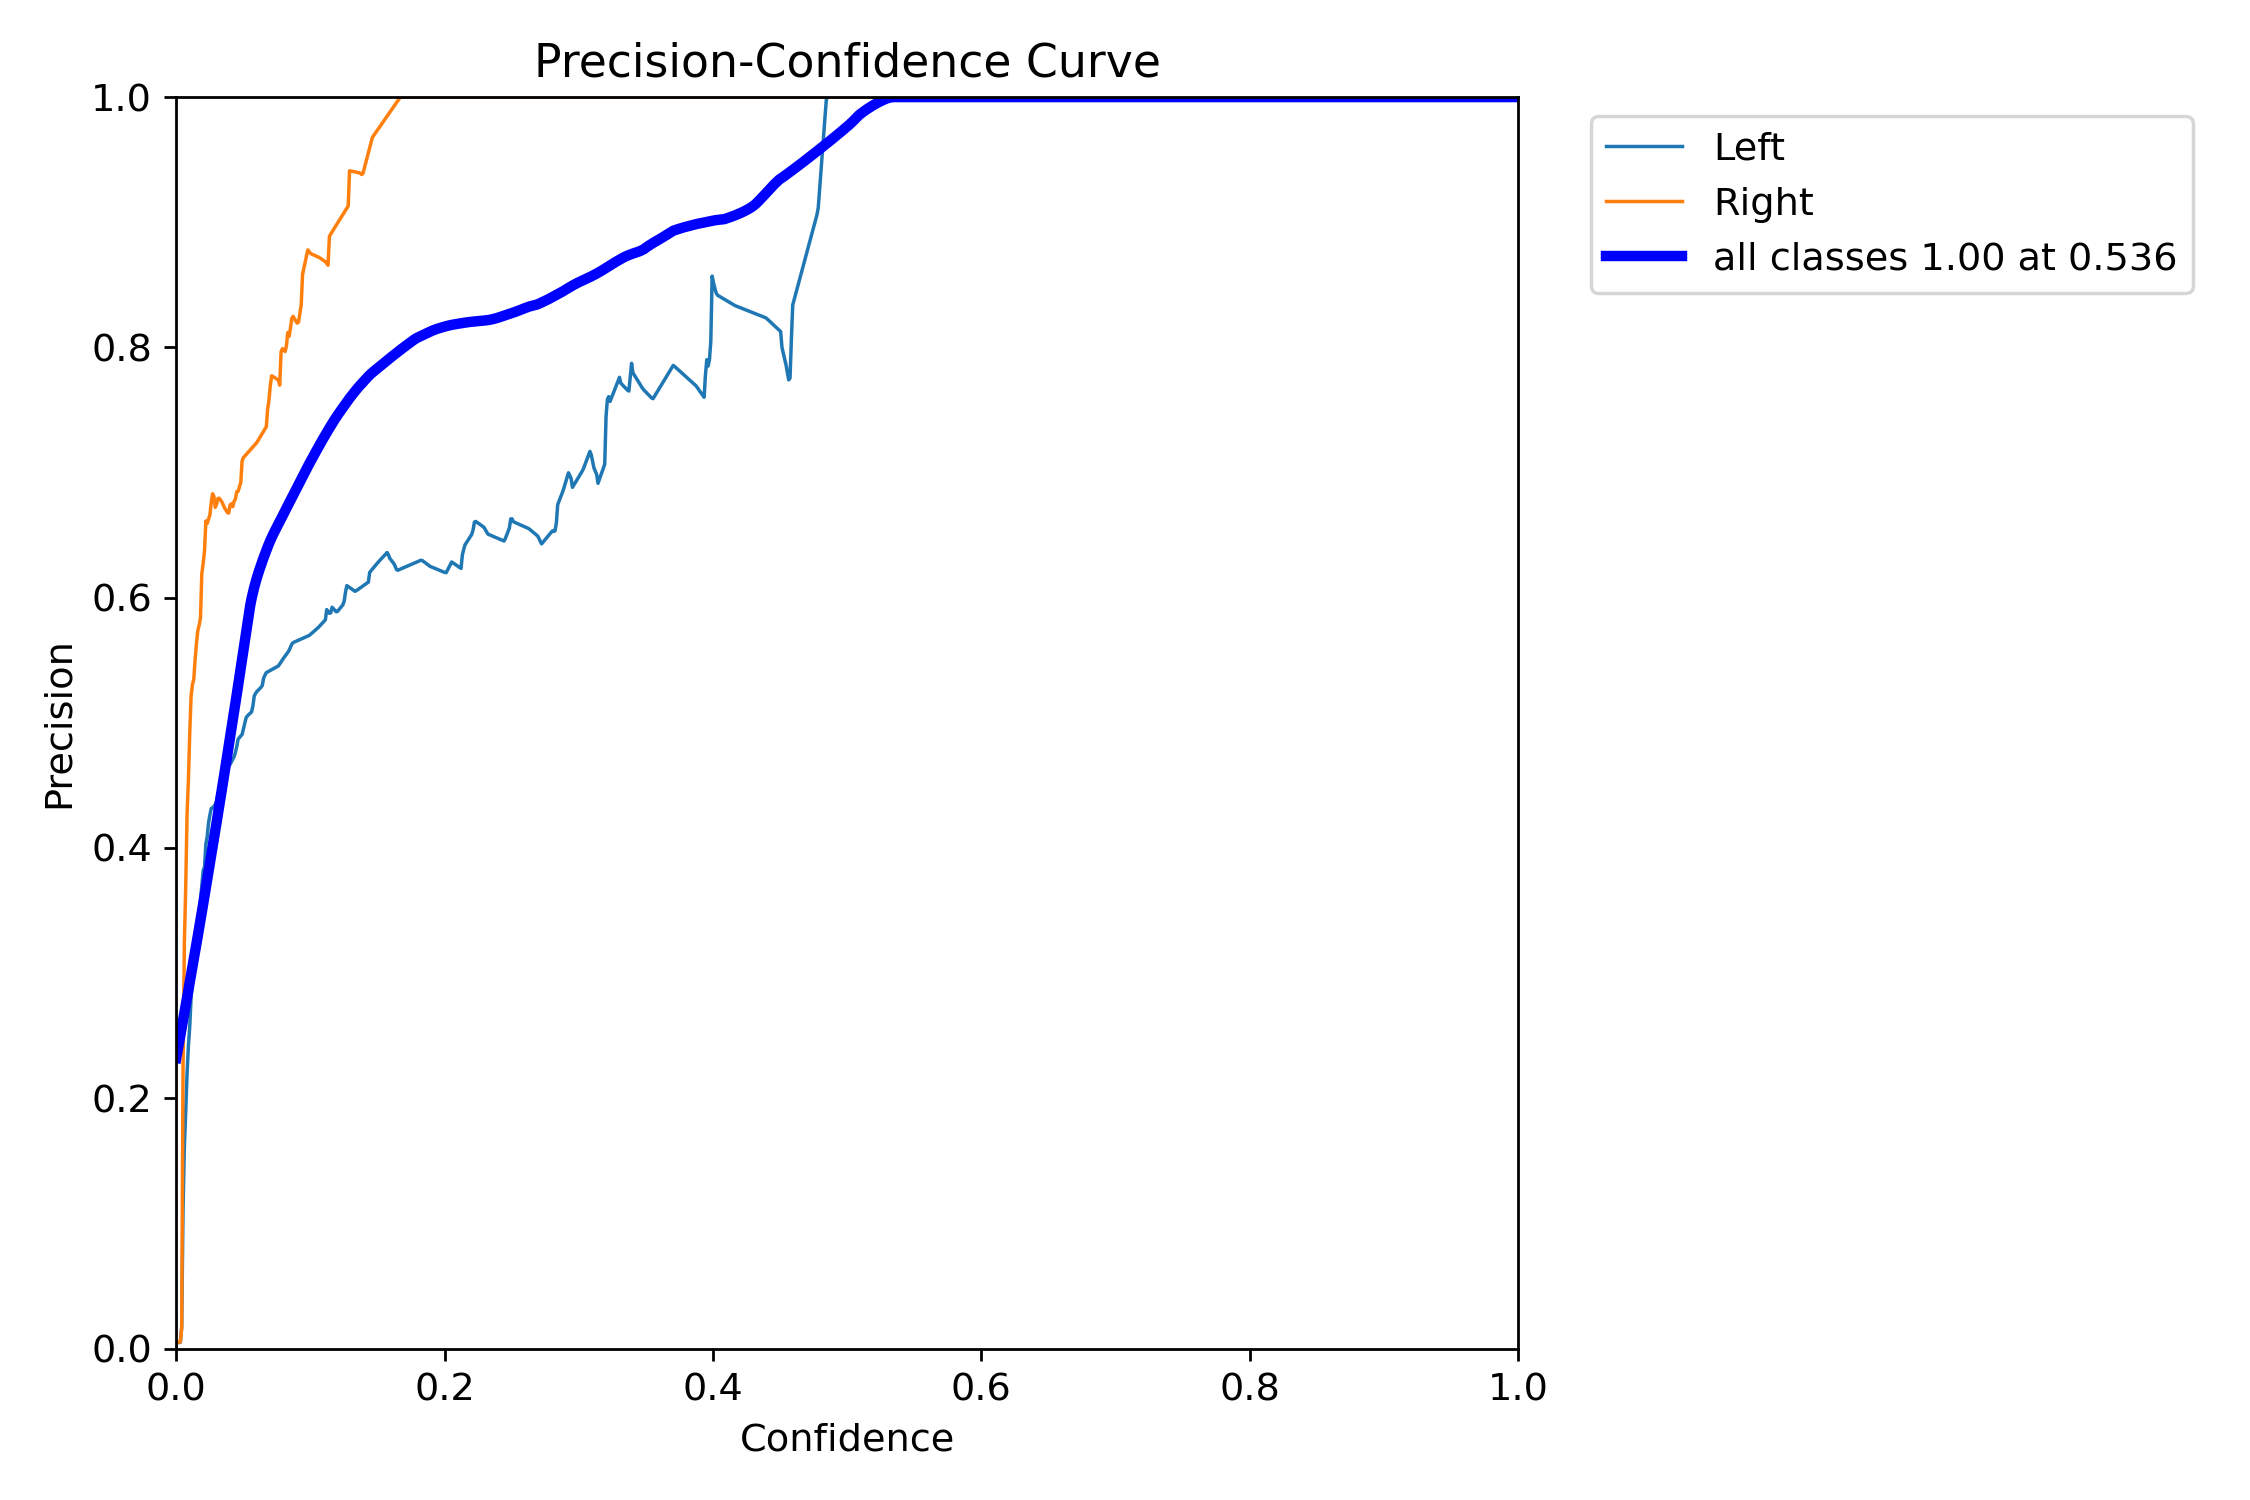 Precision-Confidence Curve
1.0
0.8
0.6
0.4
0.2
0.0
Precision
0.0 0.2 0.4 0.6 0.8 1.0
Confidence
Left
Right
all classes 1.00 at 0.536